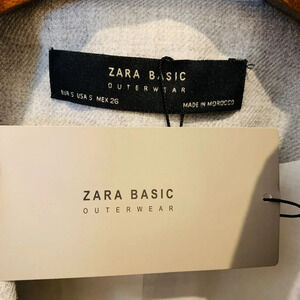 ZARA BASIC
OUTERWEAR
EUR S USA S MEX 26
MADE IN MOROCCO
ZARA BASIC
OUTERWEAR